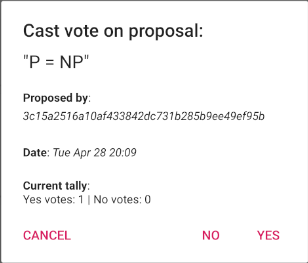 Cast vote on proposal:
"P = NP"
Proposed by:
3c15a2516a10af433842dc731b285b9ee49ef95b
Date: Tue Apr 28 20:09
Current tally:
Yes votes: 1 | No votes: 0
CANCEL NO YES